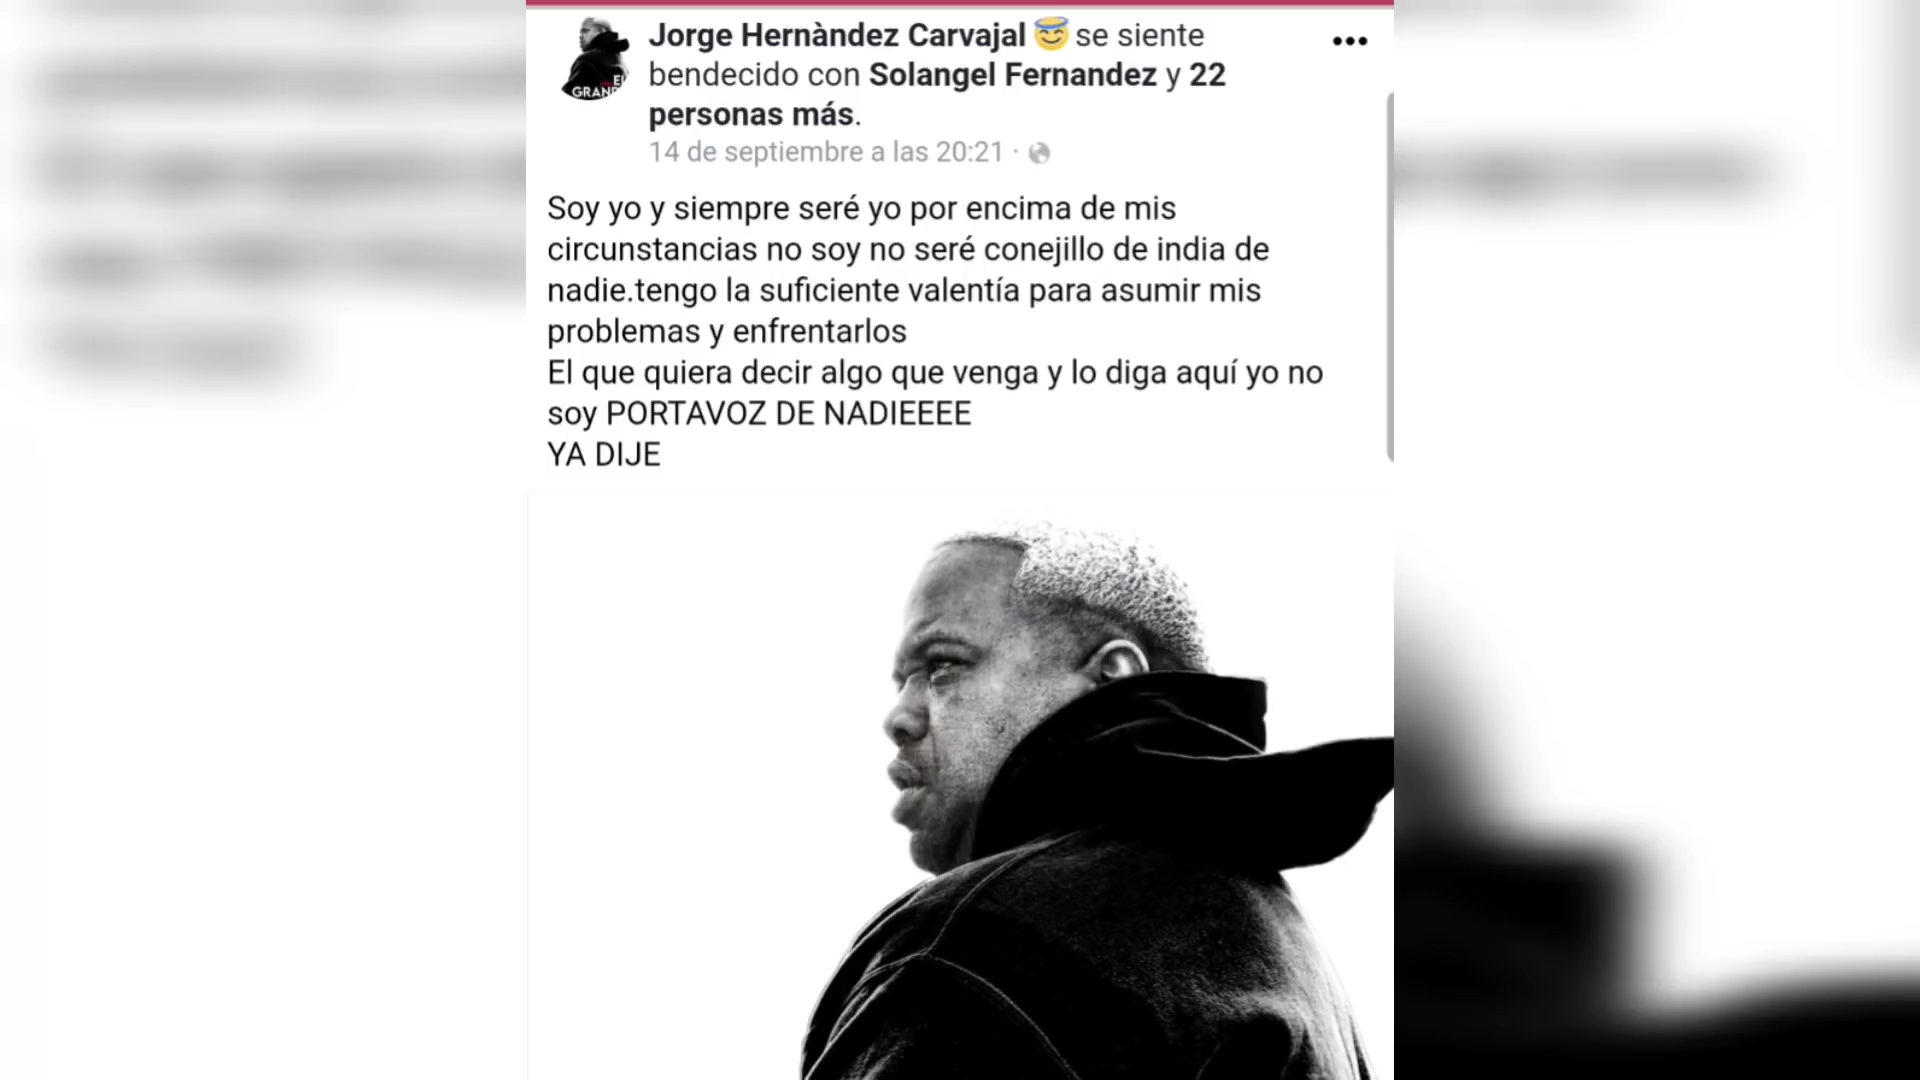 Jorge Hernàndez Carvajal 😇 se siente
bendecido con Solangel Fernandez y 22
personas más.
14 de septiembre a las 20:21 ·
Soy yo y siempre seré yo por encima de mis
circunstancias no soy no seré conejillo de india de
nadie.tengo la suficiente valentía para asumir mis
problemas y enfrentarlos
El que quiera decir algo que venga y lo diga aquí yo no
soy PORTAVOZ DE NADIEEEE
YA DIJE